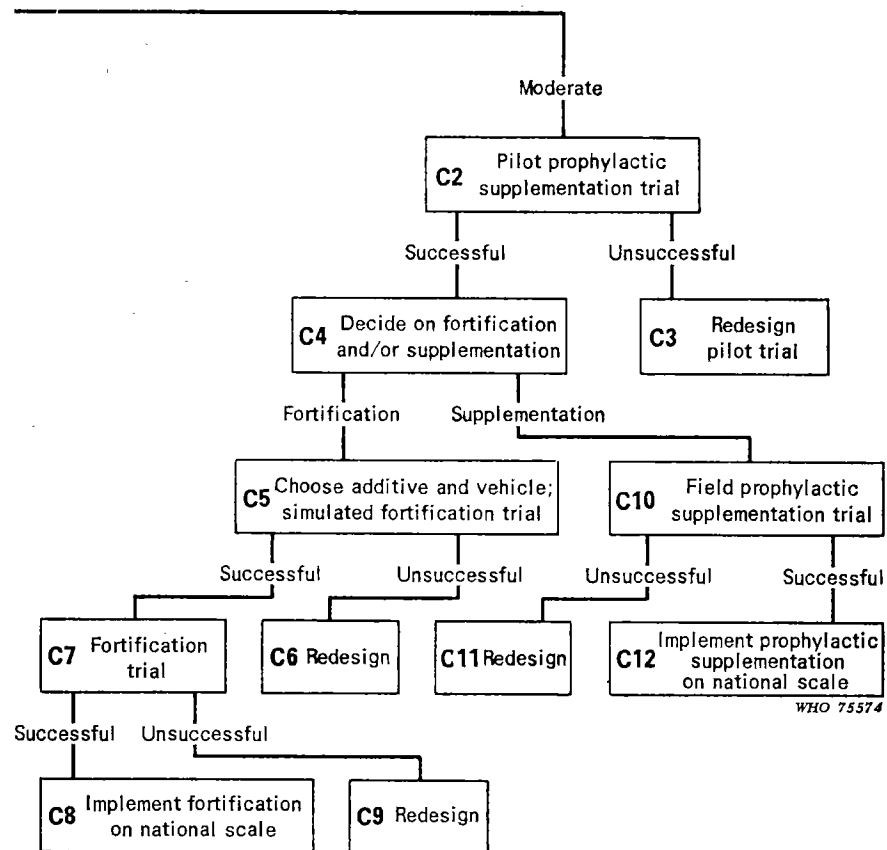 Moderate
C2 Pilot prophylactic
supplementation trial
Successful
Unsuccessful
C4 Decide on fortification
and/or supplementation
C3 Redesign
pilot trial
Fortification
Supplementation
C5 Choose additive and vehicle;
simulated fortification trial
C10 Field prophylactic
supplementation trial
Successful
Unsuccessful
Unsuccessful
Successful
C7 Fortification
trial
C6 Redesign
C11 Redesign
C12 Implement prophylactic
supplementation
on national scale
WHO 75574
Successful
Unsuccessful
C8 Implement fortification
on national scale
C9 Redesign